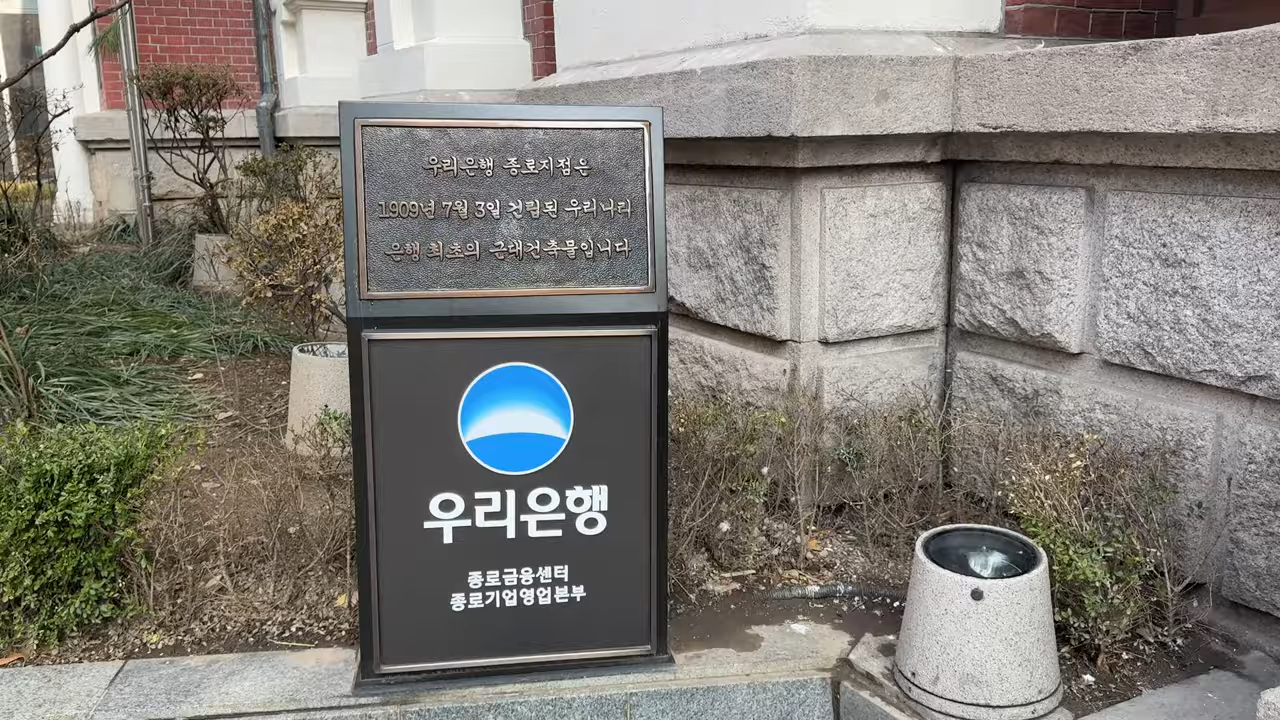 우리은행 종로지점은
1909년 7월 3일 건립된 우리나라
은행 최초의 근대건축물입니다
우리은행
종로금융센터
종로기업영업본부